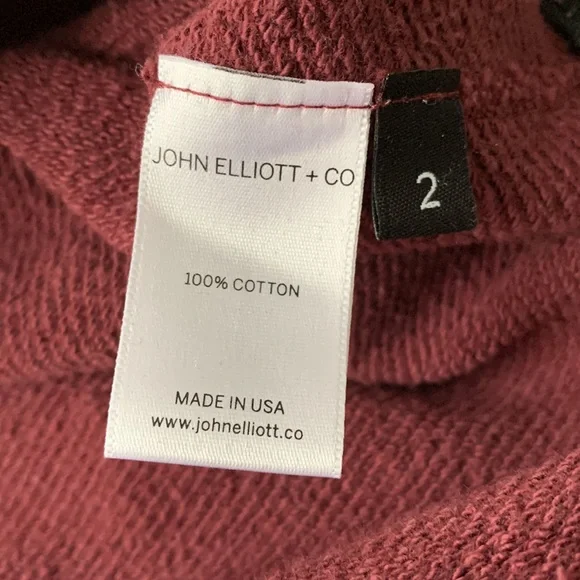 JOHN ELLIOTT + CO
2
100% COTTON
MADE IN USA
www.johnelliott.co